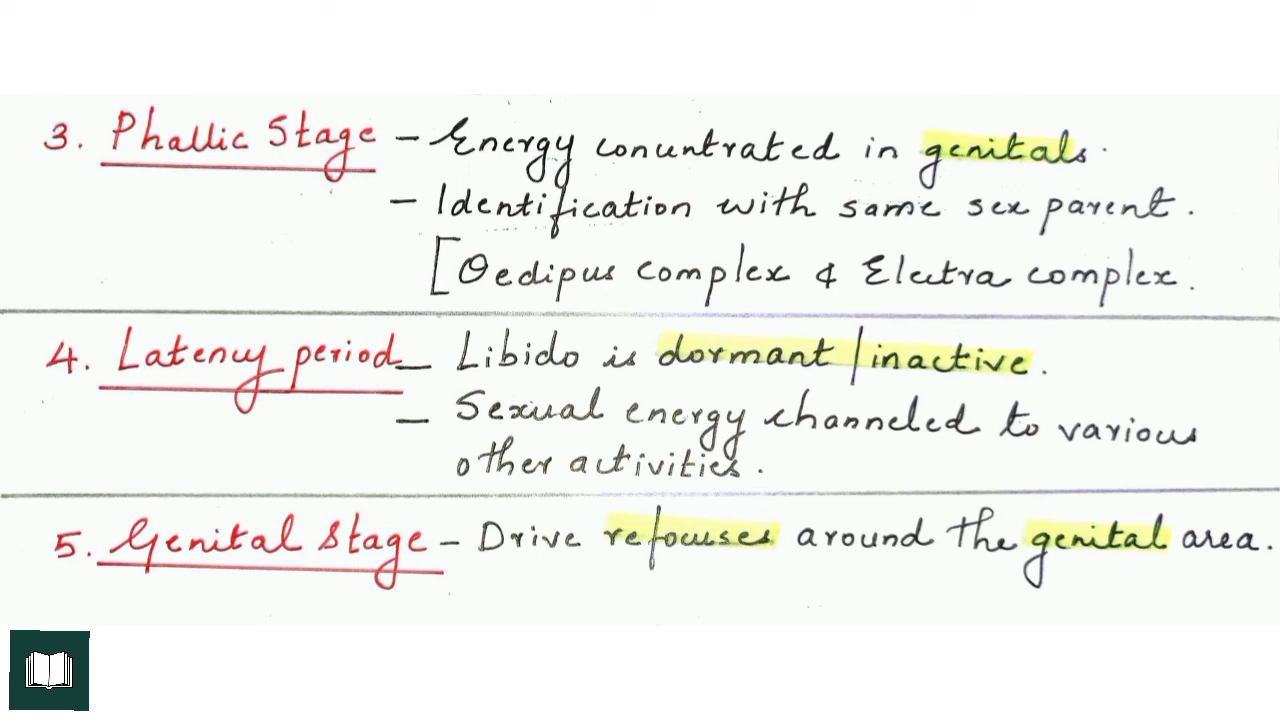 3. Phallic Stage - Energy concentrated in genitals.
- Identification with same sex parent.
[Oedipus complex & Electra complex.
4. Latency period - Libido is dormant / inactive.
- Sexual energy channeled to various
other activities.
5. Genital Stage - Drive refocuses around the genital area.